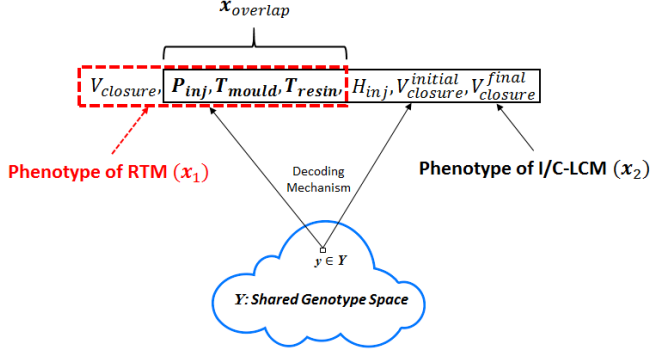 x_overlap
V_closure, P_inj, T_mould, T_resin, H_inj, V_closure^initial, V_closure^final
Phenotype of RTM (x_1)
Phenotype of I/C-LCM (x_2)
Decoding
Mechanism
y ∈ Y
Y: Shared Genotype Space